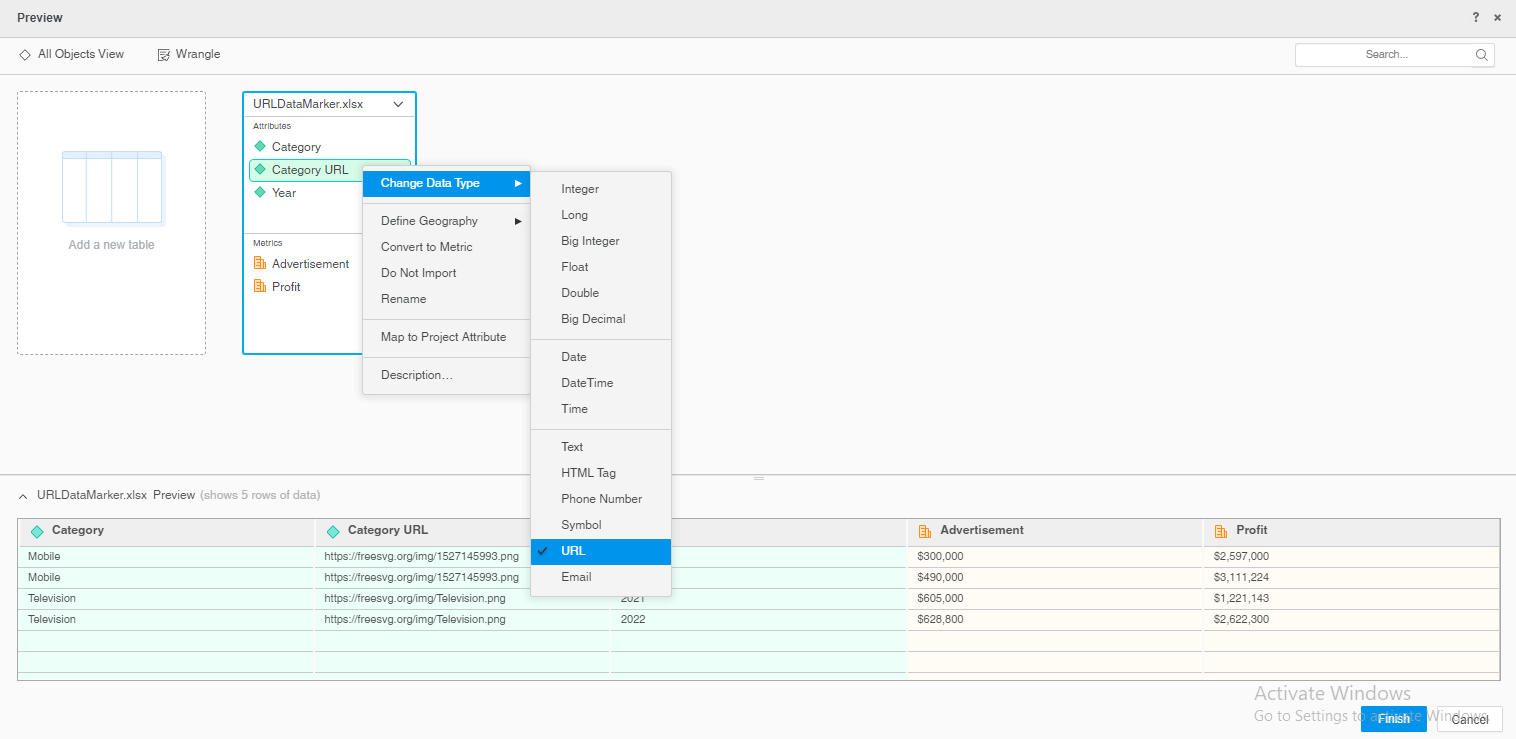 Preview
? ×
All Objects View Wrangle Search...
Add a new table
URLDataMarker.xlsx
Attributes
Category
Category URL
Year
Metrics
Advertisement
Profit
Change Data Type
Define Geography
Convert to Metric
Do Not Import
Rename
Map to Project Attribute
Description...
Integer
Long
Big Integer
Float
Double
Big Decimal
Date
DateTime
Time
Text
HTML Tag
Phone Number
Symbol
URL
Email
URLDataMarker.xlsx Preview (shows 5 rows of data)
Category Category URL Advertisement Profit
Mobile https://freesvg.org/img/1527145993.png $300,000 $2,597,000
Mobile https://freesvg.org/img/1527145993.png $490,000 $3,111,224
Television https://freesvg.org/img/Television.png 2021 $605,000 $1,221,143
Television https://freesvg.org/img/Television.png 2022 $628,800 $2,622,300
Activate Windows
Go to Settings to activate Windows.
Finish Cancel